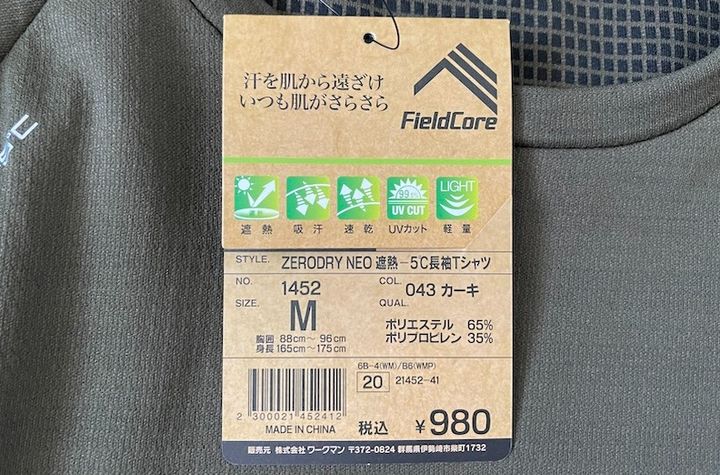 汗を肌から遠ざけ
いつも肌がさらさら
FieldCore
99
UV CUT
LIGHT
遮熱 吸汗 速乾 UVカット 軽量
STYLE. ZERODRY NEO 遮熱-5℃長袖Tシャツ
NO. 1452 COL. 043 カーキ
SIZE. M QUAL.
胸囲 88cm〜 96cm ポリエステル 65%
身長 165cm〜175cm ポリプロピレン 35%
6B-4(WM)/B6(WMP)
20 21452-41
2 300021 452412
MADE IN CHINA 税込 ¥980
販売元 株式会社 ワークマン 〒372-0824 群馬県伊勢崎市柴町1732